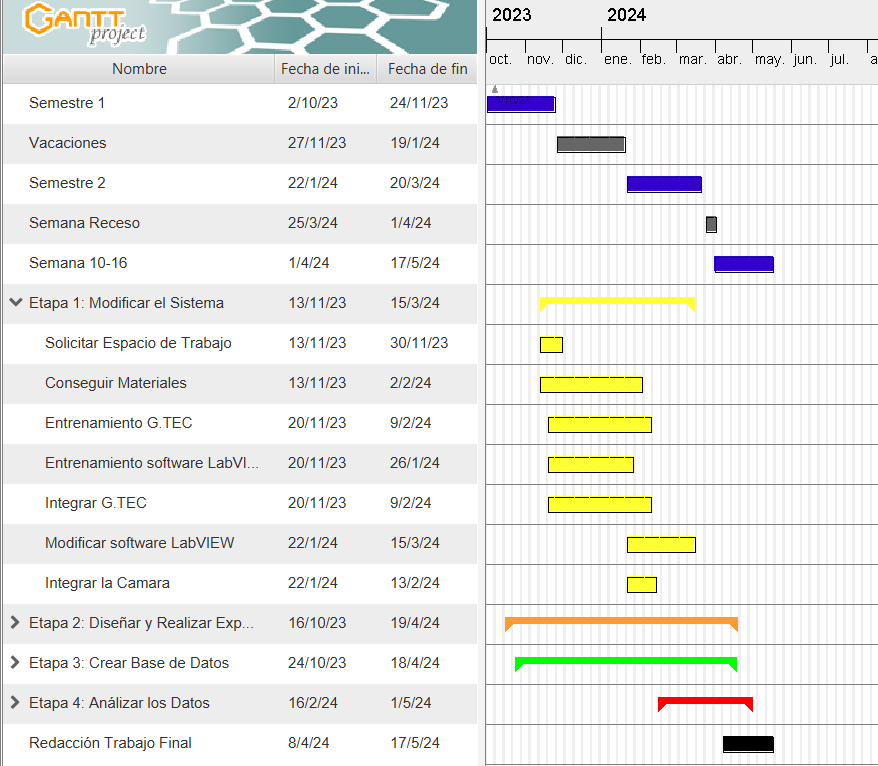 GANTT
project
2023 2024
Nombre Fecha de ini... Fecha de fin oct. nov. dic. ene. feb. mar. abr. may. jun. jul. a
Semestre 1 2/10/23 24/11/23
Vacaciones 27/11/23 19/1/24
Semestre 2 22/1/24 20/3/24
Semana Receso 25/3/24 1/4/24
Semana 10-16 1/4/24 17/5/24
Etapa 1: Modificar el Sistema 13/11/23 15/3/24
Solicitar Espacio de Trabajo 13/11/23 30/11/23
Conseguir Materiales 13/11/23 2/2/24
Entrenamiento G.TEC 20/11/23 9/2/24
Entrenamiento software LabVI... 20/11/23 26/1/24
Integrar G.TEC 20/11/23 9/2/24
Modificar software LabVIEW 22/1/24 15/3/24
Integrar la Camara 22/1/24 13/2/24
Etapa 2: Diseñar y Realizar Exp... 16/10/23 19/4/24
Etapa 3: Crear Base de Datos 24/10/23 18/4/24
Etapa 4: Análizar los Datos 16/2/24 1/5/24
Redacción Trabajo Final 8/4/24 17/5/24